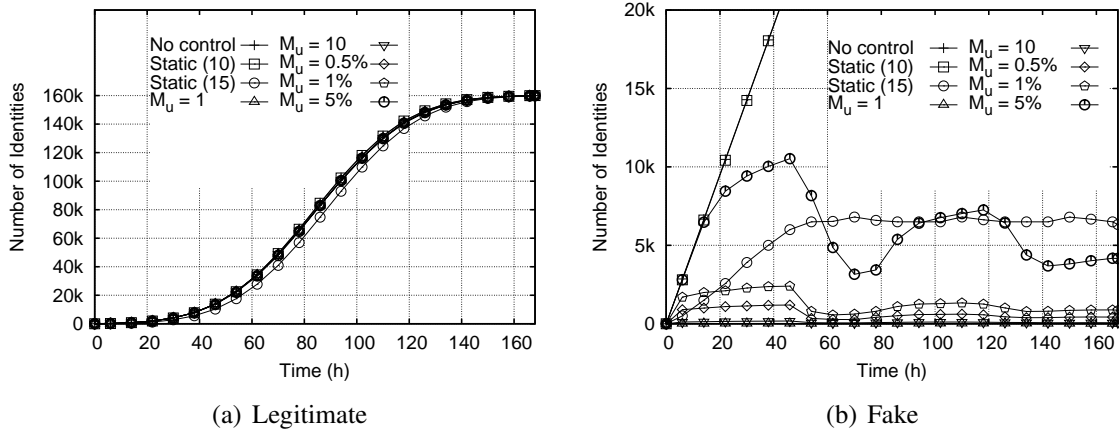 Number of Identities
160k
140k
120k
100k
80k
60k
40k
20k
0
0 20 40 60 80 100 120 140 160
Time (h)
No control
Static (10)
Static (15)
M_u = 1
M_u = 10
M_u = 0.5%
M_u = 1%
M_u = 5%
(a) Legitimate
Number of Identities
20k
15k
10k
5k
0
0 20 40 60 80 100 120 140 160
Time (h)
No control
Static (10)
Static (15)
M_u = 1
M_u = 10
M_u = 0.5%
M_u = 1%
M_u = 5%
(b) Fake